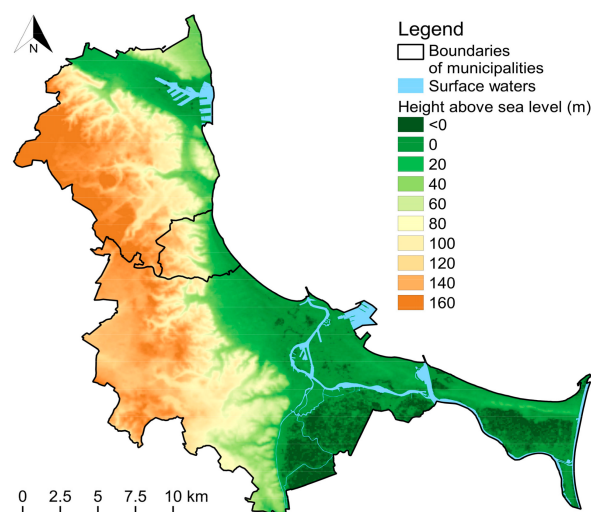 N
Legend
Boundaries
of municipalities
Surface waters
Height above sea level (m)
<0
0
20
40
60
80
100
120
140
160
0 2.5 5 7.5 10 km